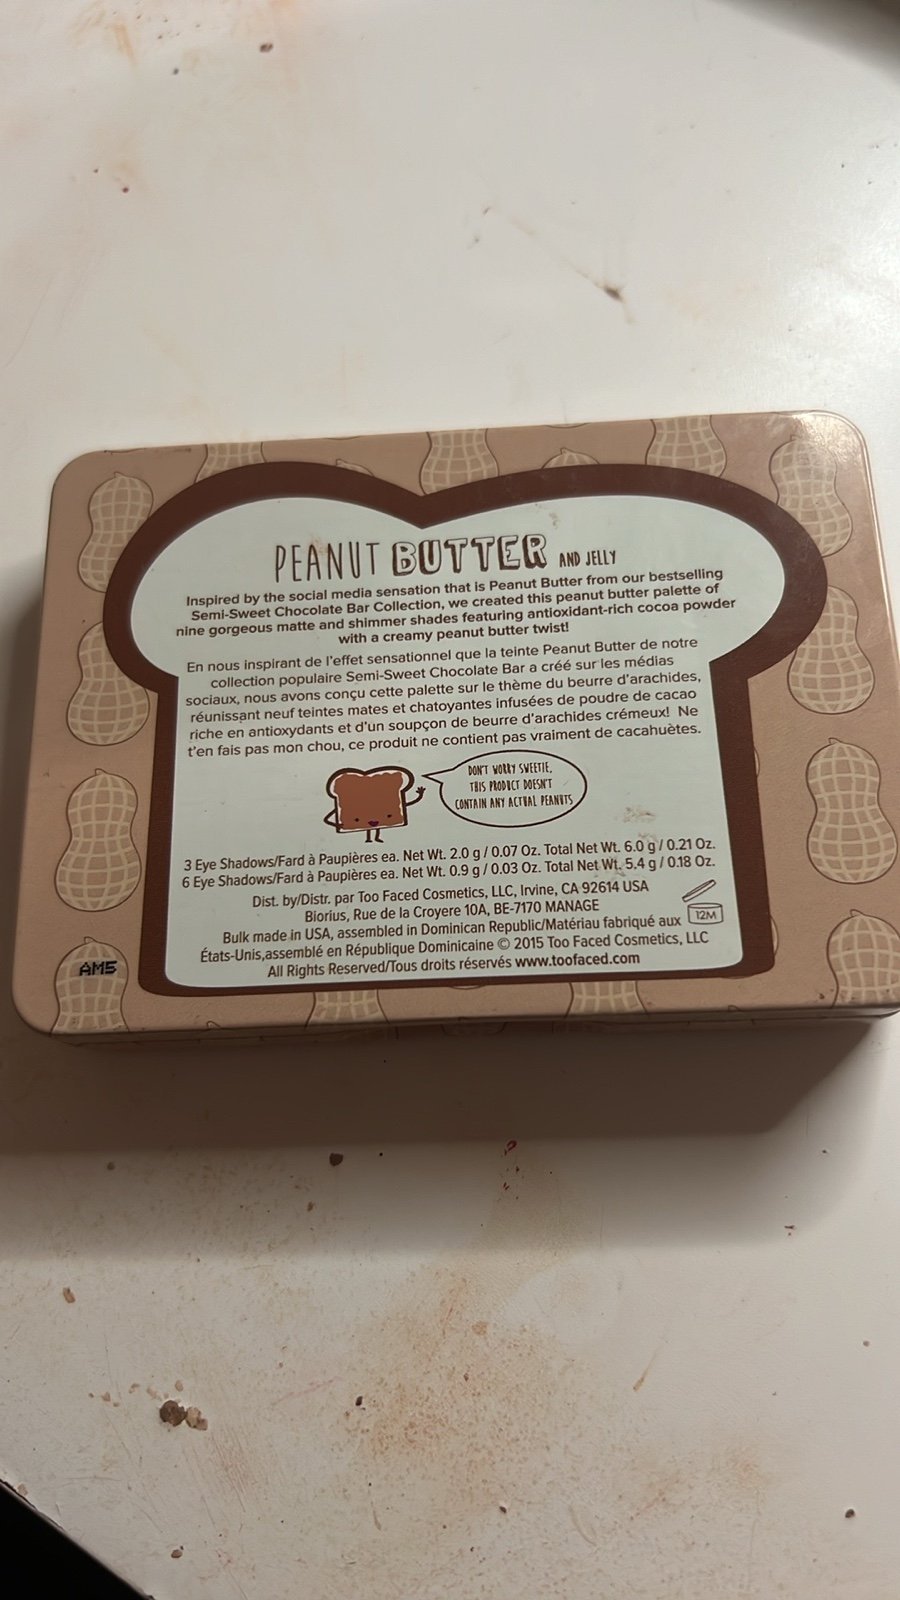 PEANUT BUTTER AND JELLY
Inspired by the social media sensation that is Peanut Butter from our bestselling
Semi-Sweet Chocolate Bar Collection, we created this peanut butter palette of
nine gorgeous matte and shimmer shades featuring antioxidant-rich cocoa powder
with a creamy peanut butter twist!
En nous inspirant de l'effet sensationnel que la teinte Peanut Butter de notre
collection populaire Semi-Sweet Chocolate Bar a créé sur les médias
sociaux, nous avons conçu cette palette sur le thème du beurre d'arachides,
réunissant neuf teintes mates et chatoyantes infusées de poudre de cacao
riche en antioxydants et d'un soupçon de beurre d'arachides crémeux! Ne
t'en fais pas mon chou, ce produit ne contient pas vraiment de cacahuètes.
DON'T WORRY SWEETIE,
THIS PRODUCT DOESN'T
CONTAIN ANY ACTUAL PEANUTS
3 Eye Shadows/Fard à Paupières ea. Net Wt. 2.0 g / 0.07 Oz. Total Net Wt. 6.0 g / 0.21 Oz.
6 Eye Shadows/Fard à Paupières ea. Net Wt. 0.9 g / 0.03 Oz. Total Net Wt. 5.4 g / 0.18 Oz.
Dist. by/Distr. par Too Faced Cosmetics, LLC, Irvine, CA 92614 USA
Biorius, Rue de la Croyere 10A, BE-7170 MANAGE
Bulk made in USA, assembled in Dominican Republic/Matériau fabriqué aux
États-Unis,assemblé en République Dominicaine © 2015 Too Faced Cosmetics, LLC
All Rights Reserved/Tous droits réservés www.toofaced.com
12M
AM5